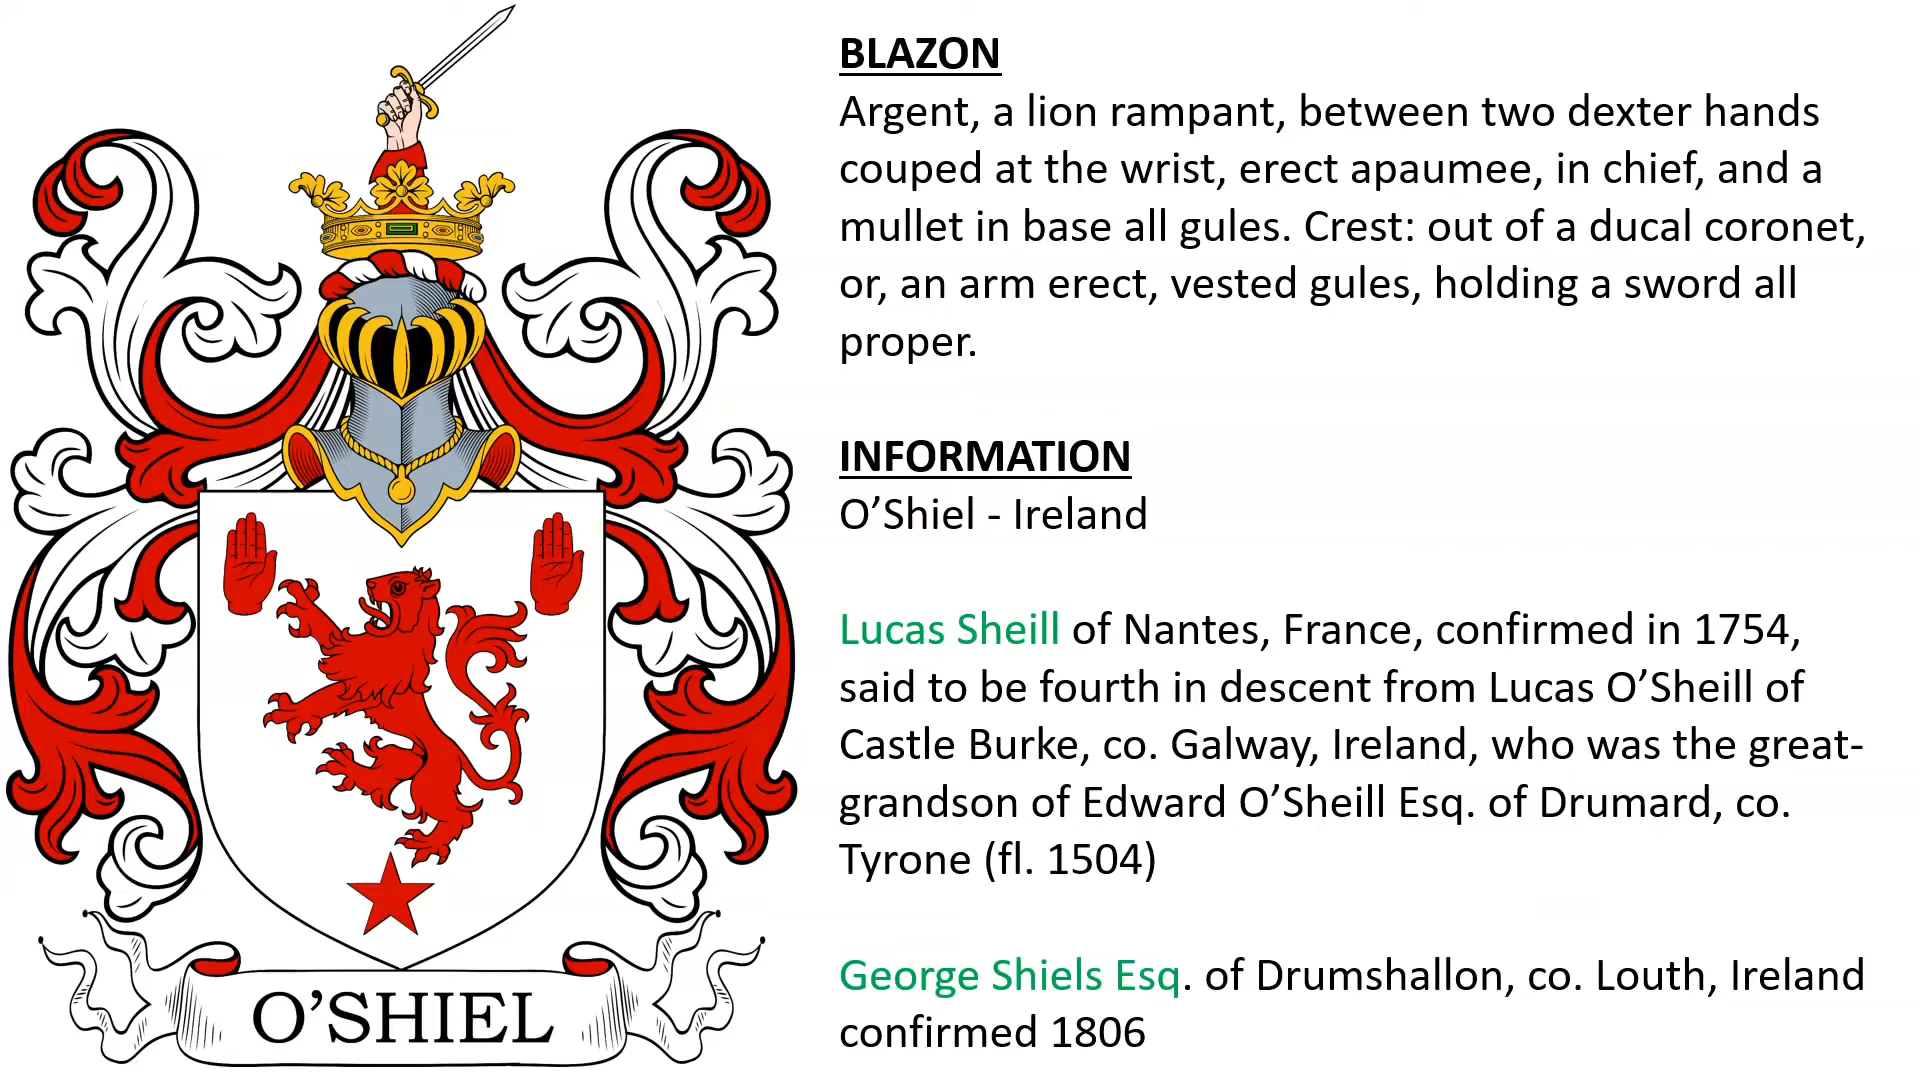 BLAZON
Argent, a lion rampant, between two dexter hands
couped at the wrist, erect apaumee, in chief, and a
mullet in base all gules. Crest: out of a ducal coronet,
or, an arm erect, vested gules, holding a sword all
proper.
INFORMATION
O’Shiel - Ireland
Lucas Sheill of Nantes, France, confirmed in 1754,
said to be fourth in descent from Lucas O’Sheill of
Castle Burke, co. Galway, Ireland, who was the great-
grandson of Edward O’Sheill Esq. of Drumard, co.
Tyrone (fl. 1504)
George Shiels Esq. of Drumshallon, co. Louth, Ireland
confirmed 1806
O’SHIEL